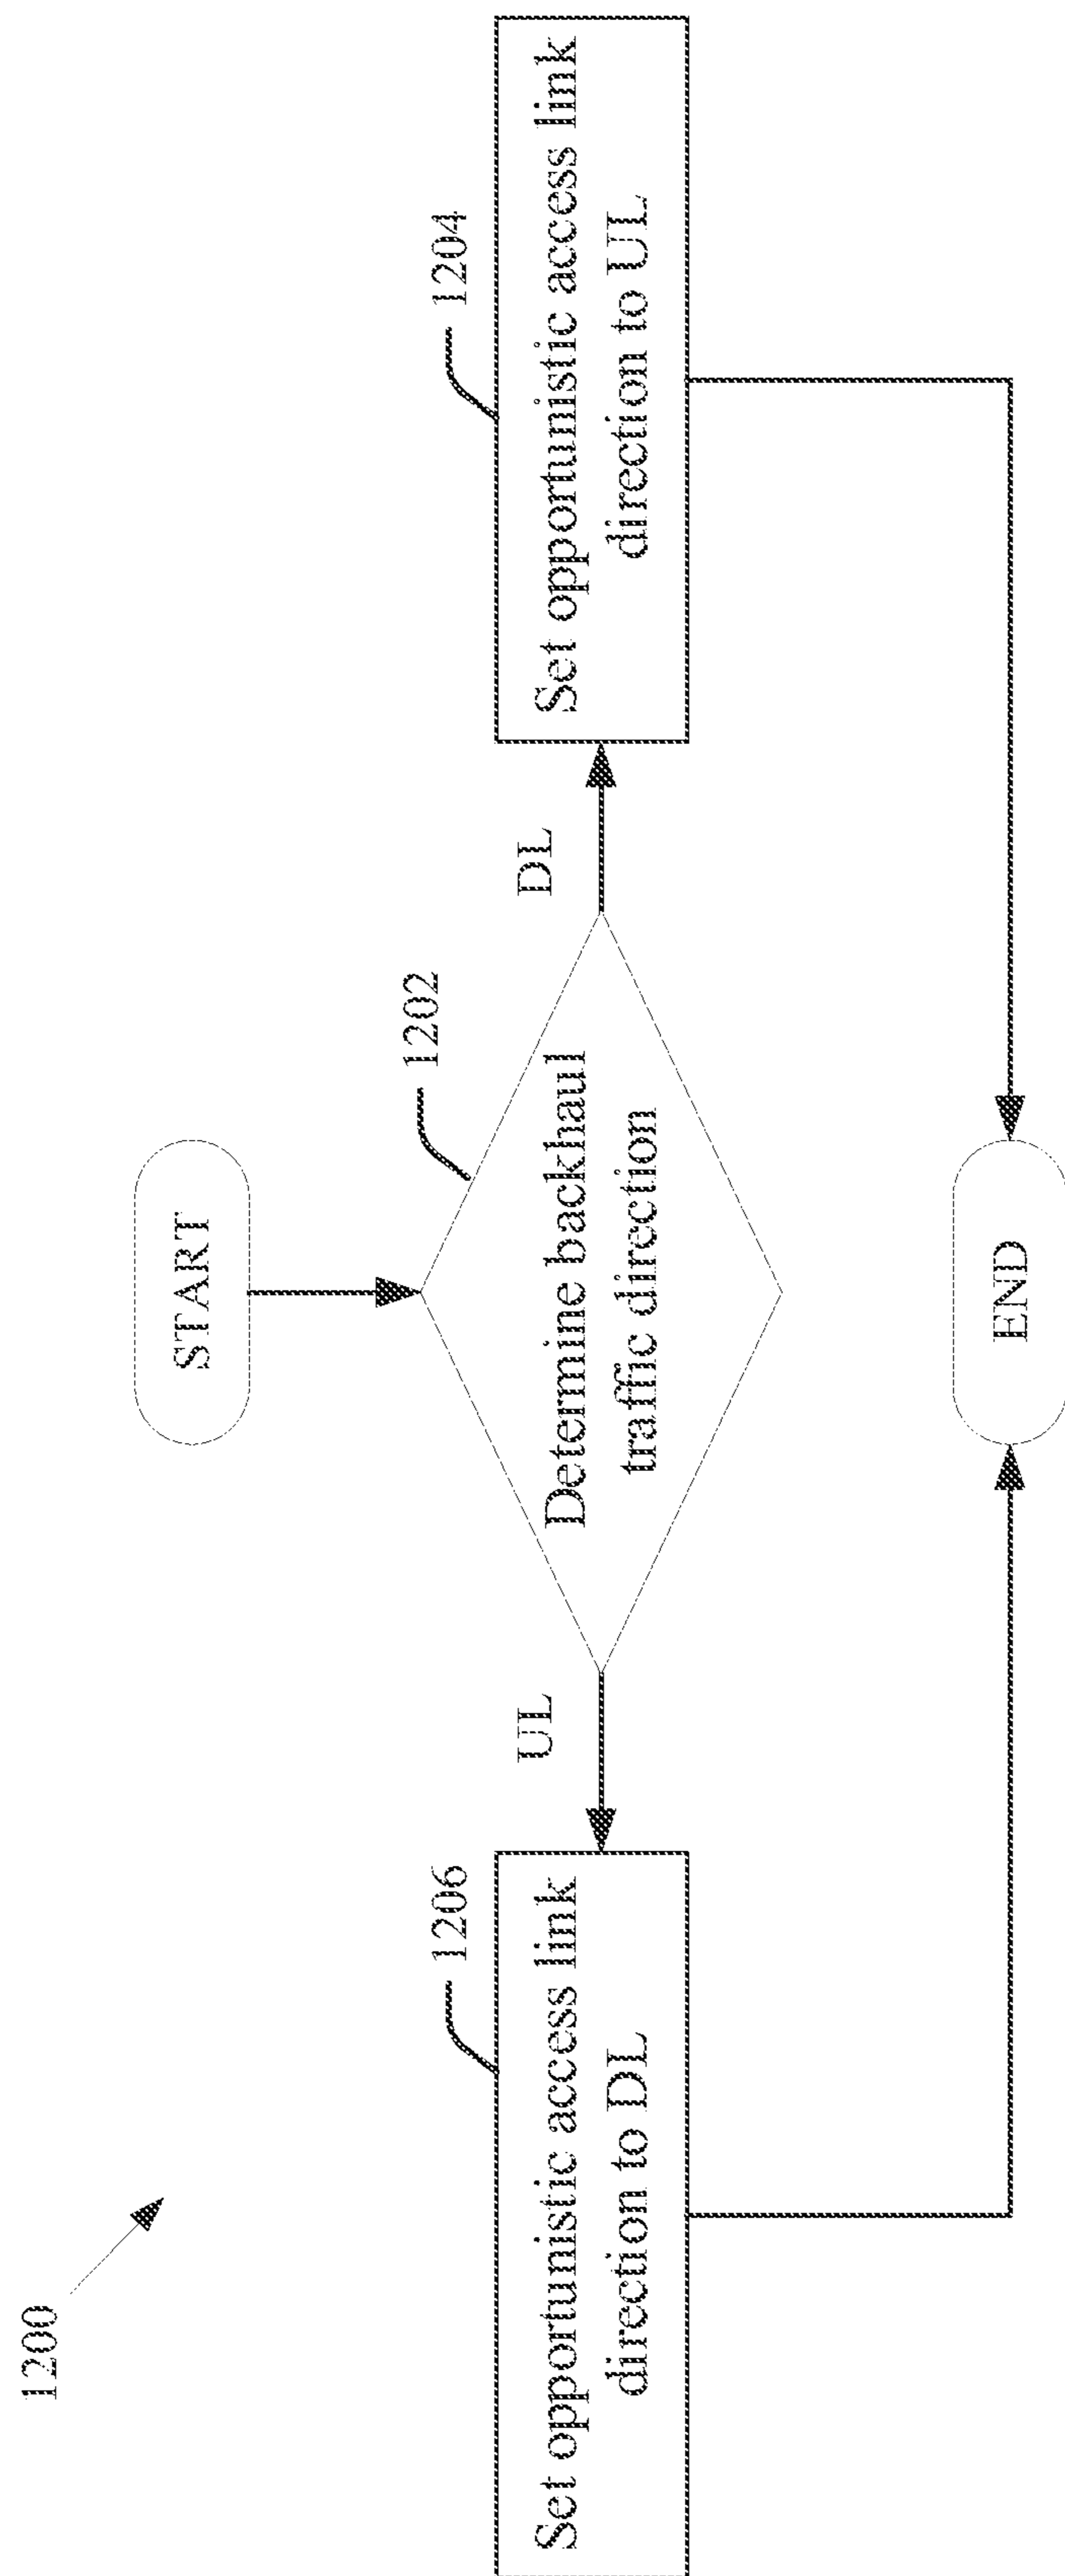 1200
START
1202
Determine backhaul
traffic direction
UL
DL
1206
Set opportunistic access link
direction to DL
1204
Set opportunistic access link
direction to UL
END